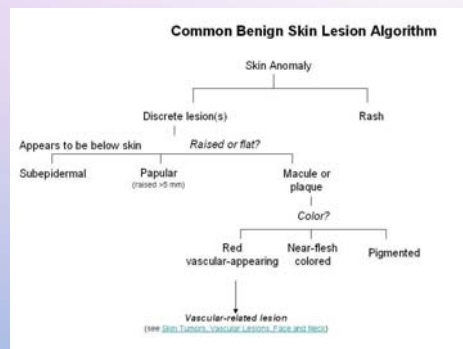 Common Benign Skin Lesion Algorithm
Skin Anomaly
Discrete lesion(s)
Rash
Appears to be below skin
Raised or flat?
Subepidermal
Papular
(raised >5 mm)
Macule or
plaque
Color?
Red
vascular-appearing
Near-flesh
colored
Pigmented
Vascular-related lesion
(see Skin Tumors, Vascular Lesions, Face and Neck)